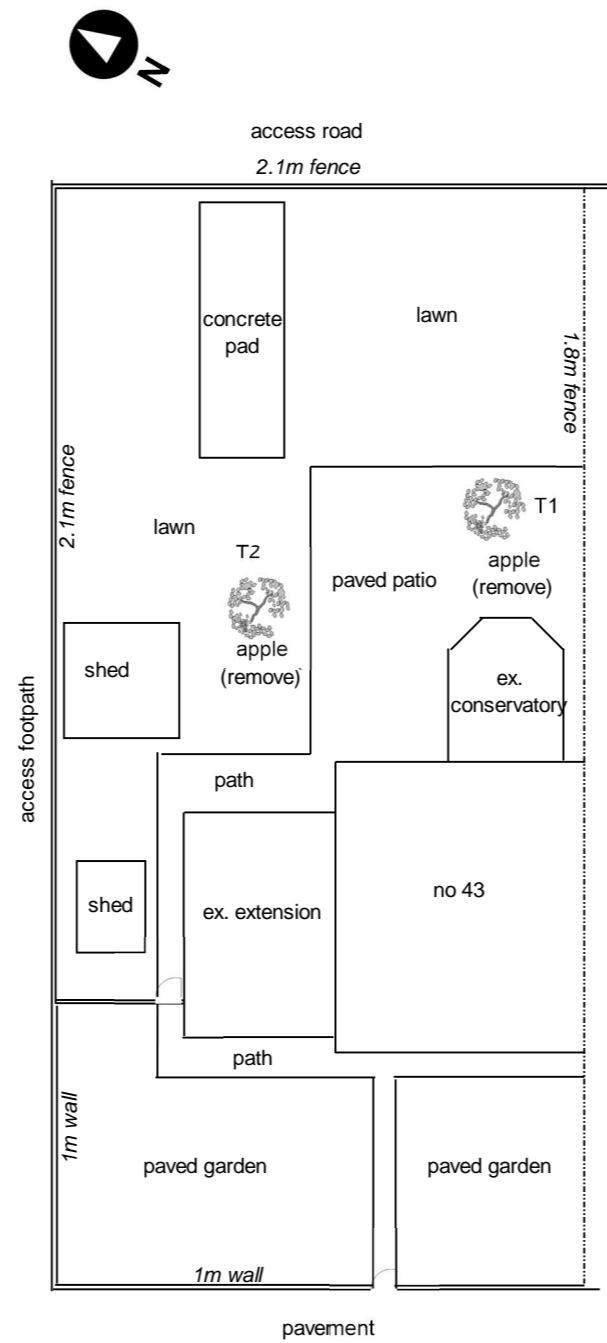 N
access road
2.1m fence
concrete
pad
lawn
1.8m fence
2.1m fence
lawn
T1
apple
(remove)
T2
apple
(remove)
paved patio
shed
ex.
conservatory
access footpath
path
shed
ex. extension
no 43
path
1m wall
paved garden
paved garden
1m wall
pavement